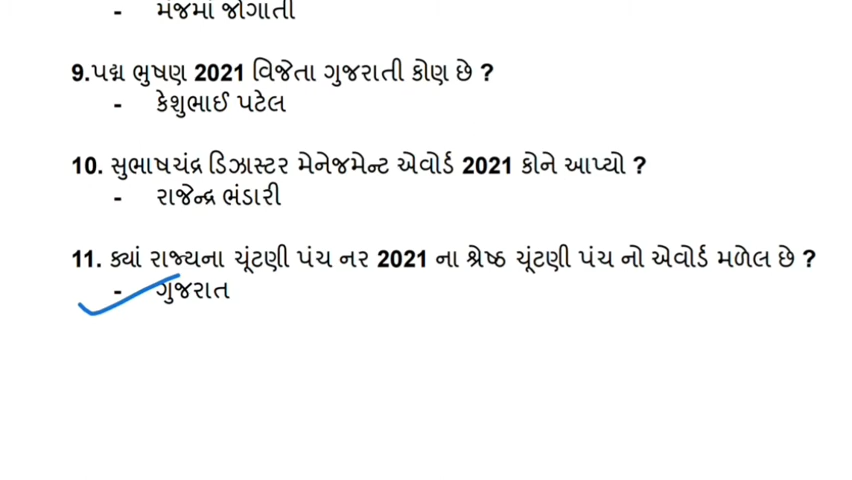 - મંજમાં જોગાતી
9.પદ્મ ભુષણ 2021 વિજેતા ગુજરાતી કોણ છે ?
- કેશુભાઈ પટેલ
10. સુભાષચંદ્ર ડિઝાસ્ટર મેનેજમેન્ટ એવોર્ડ 2021 કોને આપ્યો ?
- રાજેન્દ્ર ભંડારી
11. ક્યાં રાજ્યના ચૂંટણી પંચ નર 2021 ના શ્રેષ્ઠ ચૂંટણી પંચ નો એવોર્ડ મળેલ છે ?
- ગુજરાત